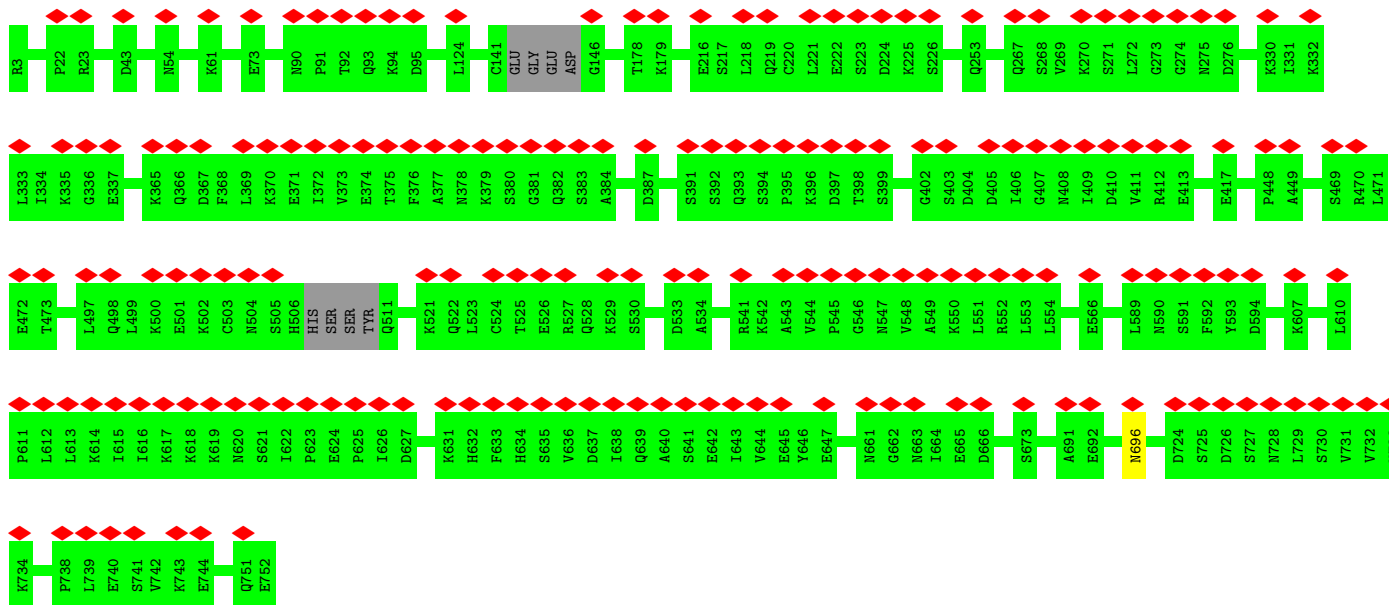 R3 P22 R23 D43 N54 K61 E73 N90 P91 T92 Q93 K94 D95 L124 C141 GLU GLY GLU ASP G146 T178 K179 E216 S217 L218 Q219 C220 L221 E222 S223 D224 K225 S226 Q253 Q267 S268 V269 K270 S271 L272 G273 G274 N275 D276 K330 I331 K332
L333 I334 K335 G336 E337 K365 Q366 D367 F368 L369 K370 E371 I372 V373 E374 T375 F376 A377 N378 K379 S380 G381 Q382 S383 A384 D387 S391 S392 Q393 S394 P395 K396 D397 T398 S399 G402 S403 D404 D405 I406 G407 N408 I409 D410 V411 R412 E413 E417 P448 A449 S469 R470 L471
E472 T473 L497 Q498 L499 K500 E501 K502 C503 N504 S505 H506 HIS SER SER TYR Q511 K521 Q522 L523 C524 T525 E526 R527 Q528 K529 S530 D533 A534 R541 K542 A543 V544 P545 G546 N547 V548 A549 K550 L551 R552 L553 L554 E566 L589 N590 S591 F592 Y593 D594 K607 L610
P611 L612 L613 K614 I615 I616 K617 K618 K619 N620 S621 I622 P623 E624 P625 I626 D627 K631 H632 F633 H634 S635 V636 D637 I638 Q639 A640 S641 E642 I643 V644 E645 Y646 E647 N661 G662 N663 I664 E665 D666 S673 A691 E692 N696 D724 S725 D726 S727 N728 L729 S730 V731 V732
K734 P738 L739 E740 S741 V742 K743 E744 Q751 E752